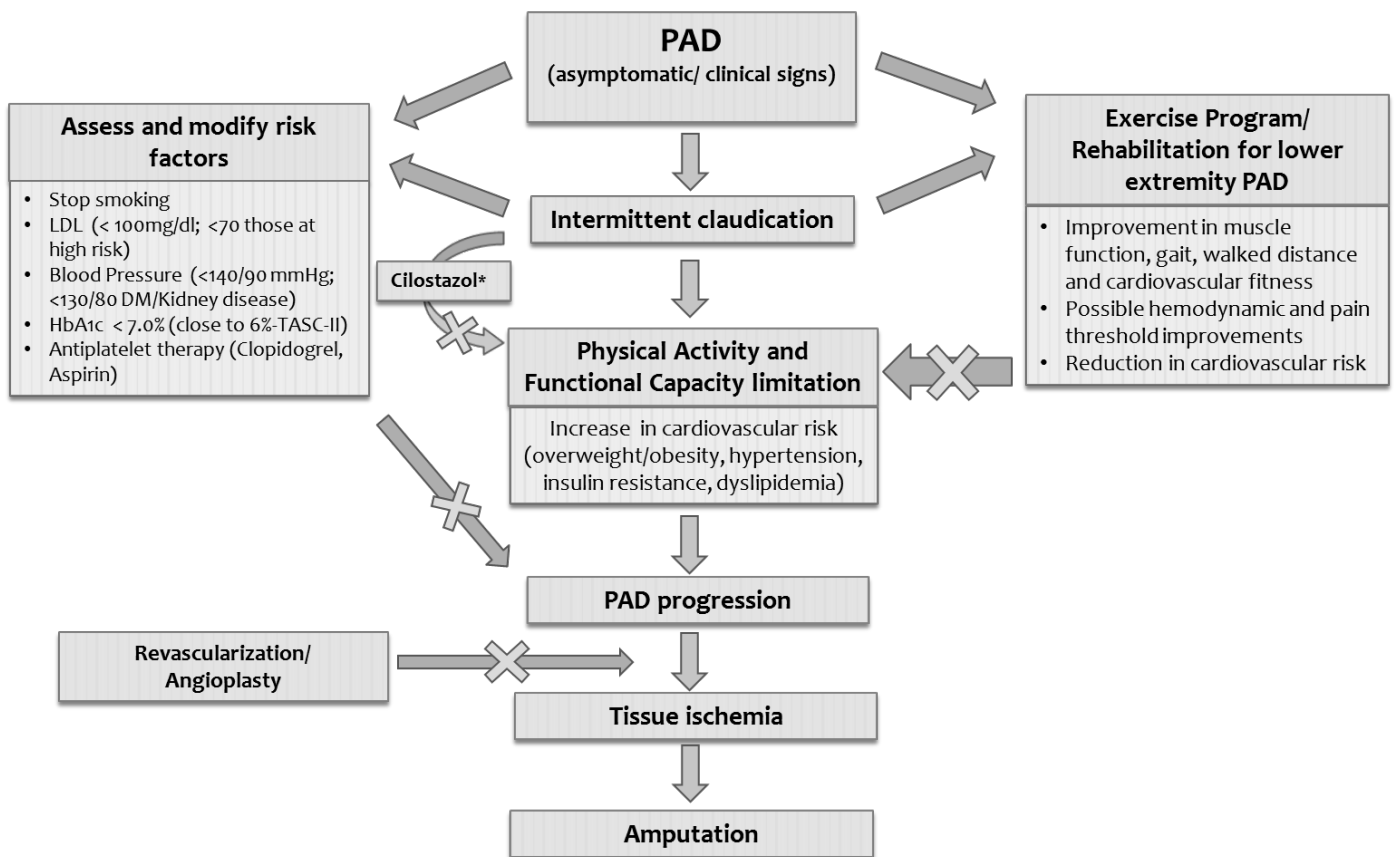 PAD
(asymptomatic/ clinical signs)
Assess and modify risk
factors
• Stop smoking
• LDL (< 100mg/dl; <70 those at
high risk)
• Blood Pressure (<140/90 mmHg;
<130/80 DM/Kidney disease)
• HbA1c < 7.0% (close to 6%-TASC-II)
• Antiplatelet therapy (Clopidogrel,
Aspirin)
Exercise Program/
Rehabilitation for lower
extremity PAD
• Improvement in muscle
function, gait, walked distance
and cardiovascular fitness
• Possible hemodynamic and pain
threshold improvements
• Reduction in cardiovascular risk
Intermittent claudication
Cilostazol*
Physical Activity and
Functional Capacity limitation
Increase in cardiovascular risk
(overweight/obesity, hypertension,
insulin resistance, dyslipidemia)
PAD progression
Revascularization/
Angioplasty
Tissue ischemia
Amputation